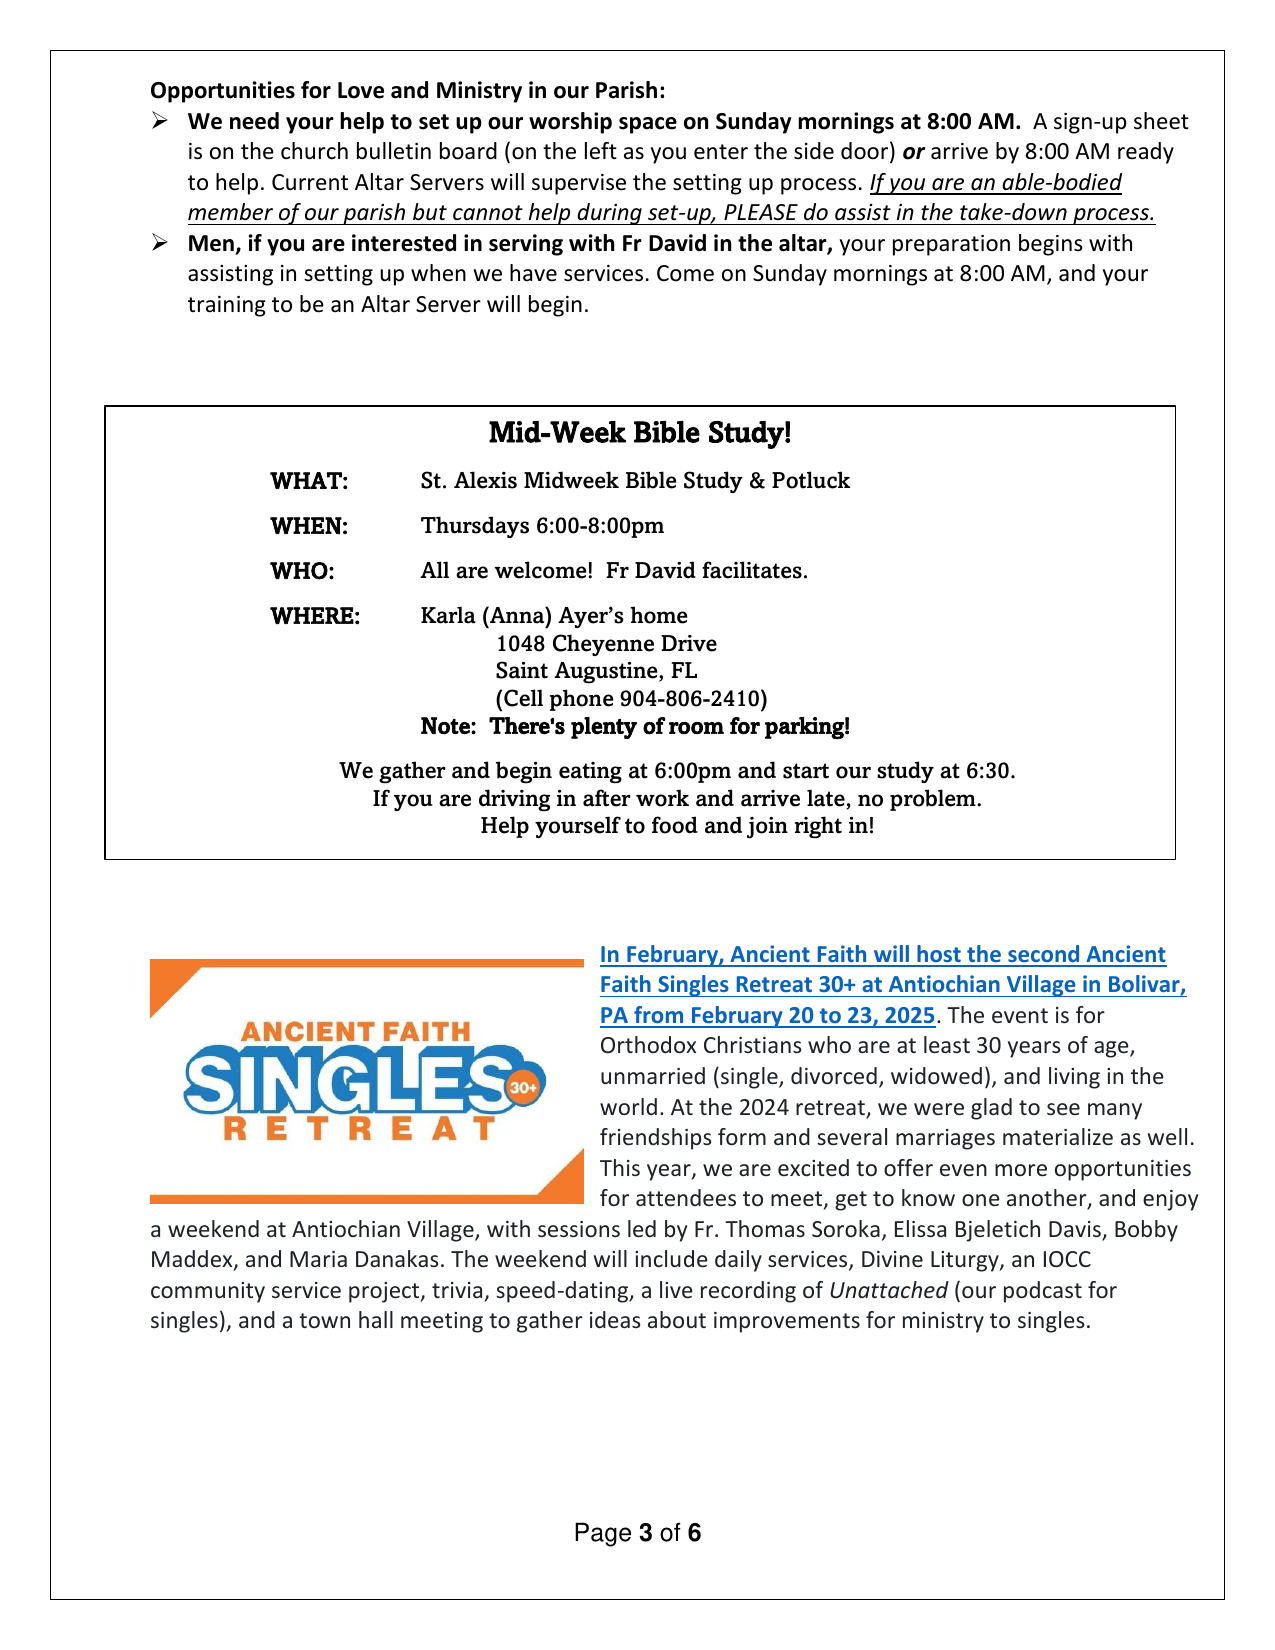 Opportunities for Love and Ministry in our Parish:
➢ We need your help to set up our worship space on Sunday mornings at 8:00 AM.  A sign-up sheet
is on the church bulletin board (on the left as you enter the side door) or arrive by 8:00 AM ready
to help. Current Altar Servers will supervise the setting up process. If you are an able-bodied
member of our parish but cannot help during set-up, PLEASE do assist in the take-down process.
➢ Men, if you are interested in serving with Fr David in the altar, your preparation begins with
assisting in setting up when we have services. Come on Sunday mornings at 8:00 AM, and your
training to be an Altar Server will begin.
Mid-Week Bible Study!
WHAT: St. Alexis Midweek Bible Study & Potluck
WHEN: Thursdays 6:00-8:00pm
WHO: All are welcome!  Fr David facilitates.
WHERE: Karla (Anna) Ayer’s home
1048 Cheyenne Drive
Saint Augustine, FL
(Cell phone 904-806-2410)
Note:  There's plenty of room for parking!
We gather and begin eating at 6:00pm and start our study at 6:30.
If you are driving in after work and arrive late, no problem.
Help yourself to food and join right in!
ANCIENT FAITH
SINGLES 30+
RETREAT
In February, Ancient Faith will host the second Ancient
Faith Singles Retreat 30+ at Antiochian Village in Bolivar,
PA from February 20 to 23, 2025. The event is for
Orthodox Christians who are at least 30 years of age,
unmarried (single, divorced, widowed), and living in the
world. At the 2024 retreat, we were glad to see many
friendships form and several marriages materialize as well.
This year, we are excited to offer even more opportunities
for attendees to meet, get to know one another, and enjoy
a weekend at Antiochian Village, with sessions led by Fr. Thomas Soroka, Elissa Bjeletich Davis, Bobby
Maddex, and Maria Danakas. The weekend will include daily services, Divine Liturgy, an IOCC
community service project, trivia, speed-dating, a live recording of Unattached (our podcast for
singles), and a town hall meeting to gather ideas about improvements for ministry to singles.
Page 3 of 6